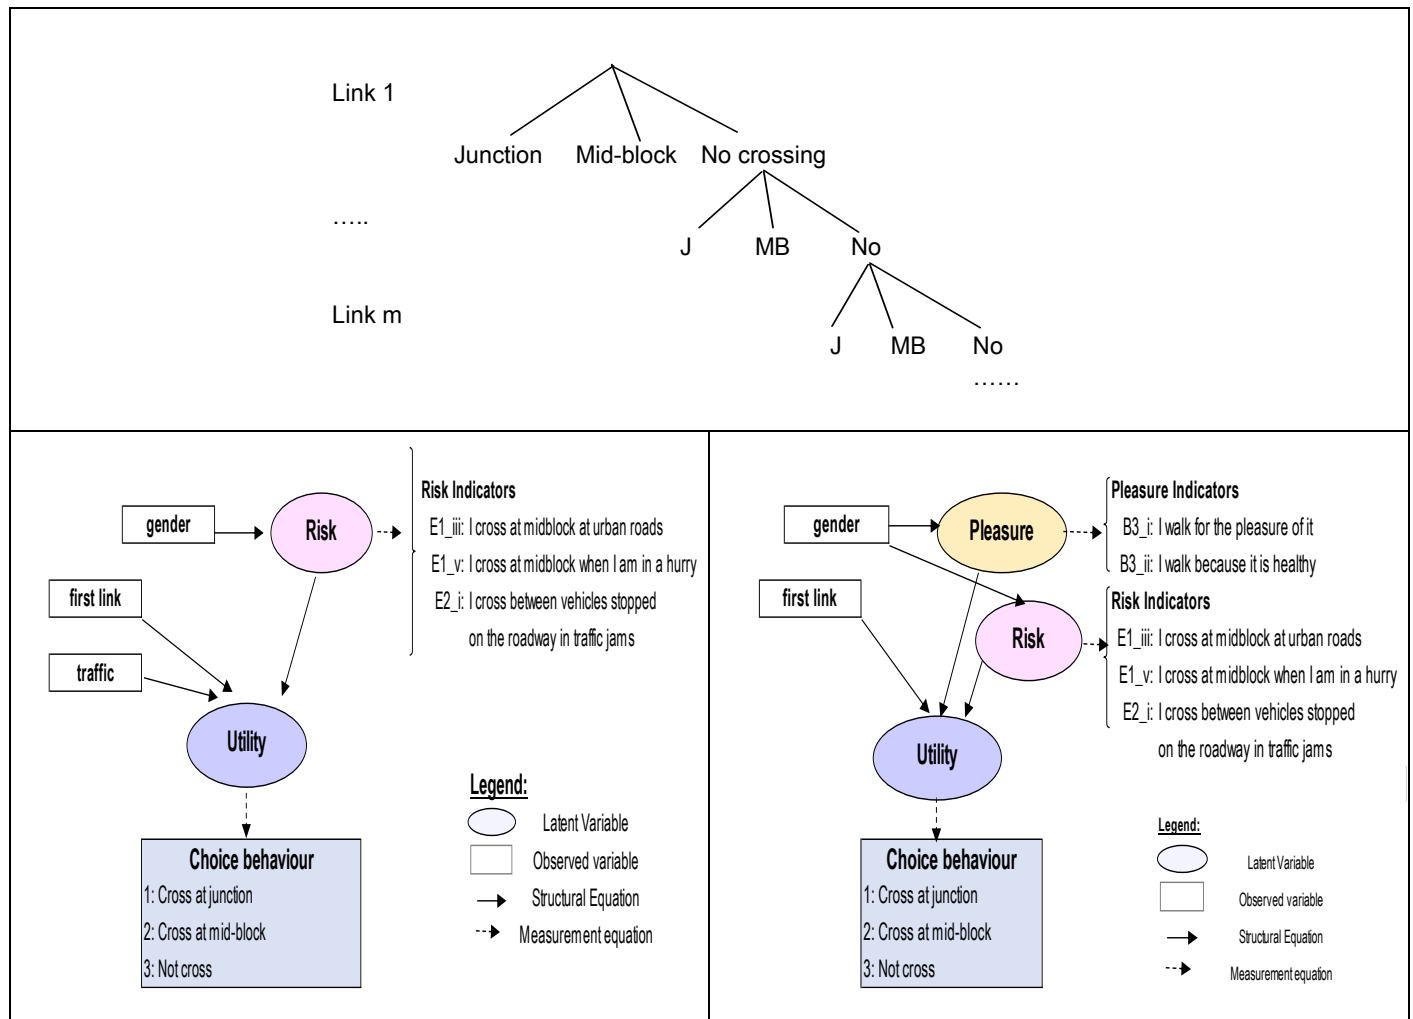 Link 1
Junction Mid-block No crossing
…..
J MB No
Link m
J MB No
……
Risk Indicators
gender
Risk
E1_iii: I cross at midblock at urban roads
E1_v: I cross at midblock when I am in a hurry
first link
E2_i: I cross between vehicles stopped
on the roadway in traffic jams
traffic
Utility
Legend:
Latent Variable
Observed variable
Structural Equation
Measurement equation
Choice behaviour
1: Cross at junction
2: Cross at mid-block
3: Not cross
Pleasure Indicators
gender
Pleasure
B3_i: I walk for the pleasure of it
B3_ii: I walk because it is healthy
first link
Risk Indicators
Risk
E1_iii: I cross at midblock at urban roads
E1_v: I cross at midblock when I am in a hurry
E2_i: I cross between vehicles stopped
on the roadway in traffic jams
Utility
Legend:
Latent Variable
Observed variable
Structural Equation
Measurement equation
Choice behaviour
1: Cross at junction
2: Cross at mid-block
3: Not cross